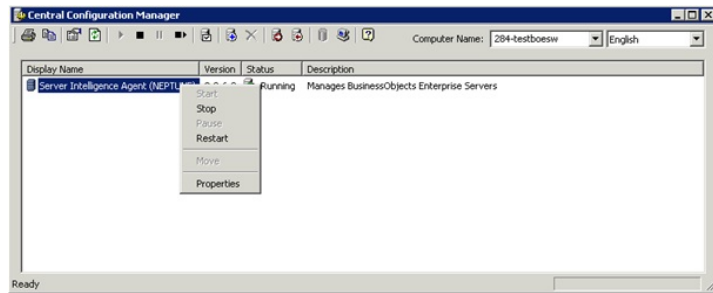 Central Configuration Manager
Computer Name: 284-testboesw English
Display Name Version Status Description
Server Intelligence Agent (NEPTUNE) Running Manages BusinessObjects Enterprise Servers
Start
Stop
Pause
Restart
Move
Properties
Ready